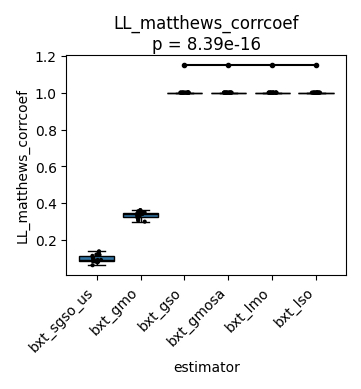 LL_matthews_corrcoef
p = 8.39e-16
LL_matthews_corrcoef
1.2
1.0
0.8
0.6
0.4
0.2
bxt_sgso_us
bxt_gmo
bxt_gso
bxt_gmosa
bxt_lmo
bxt_lso
estimator